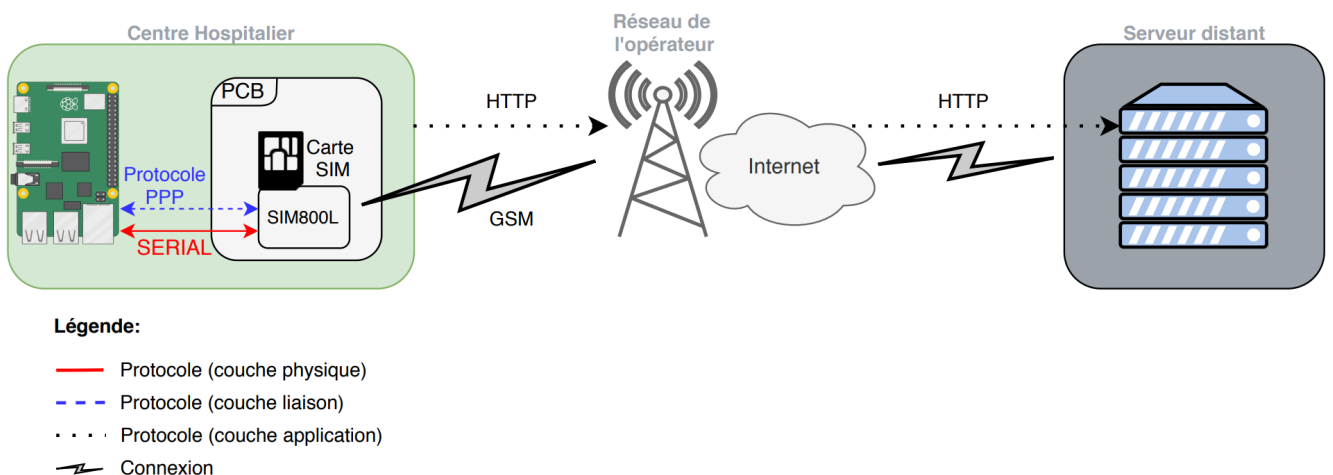 Centre Hospitalier
Réseau de
l'opérateur
Serveur distant
PCB
HTTP
HTTP
Carte
SIM
Protocole
PPP
Internet
SIM800L
GSM
SERIAL
Légende:
Protocole (couche physique)
Protocole (couche liaison)
Protocole (couche application)
Connexion